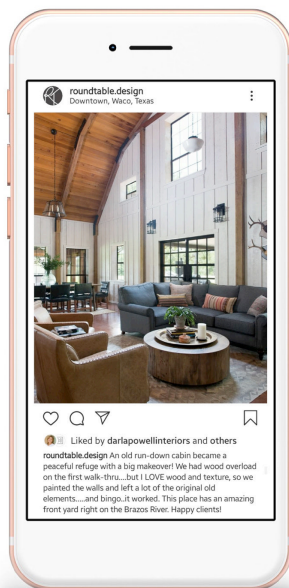 roundtable.design
Downtown, Waco, Texas
Liked by darlapowellinteriors and others
roundtable.design An old run-down cabin became a
peaceful refuge with a big makeover! We had wood overload
on the first walk-thru....but I LOVE wood and texture, so we
painted the walls and left a lot of the original old
elements.....and bingo..it worked. This place has an amazing
front yard right on the Brazos River. Happy clients!